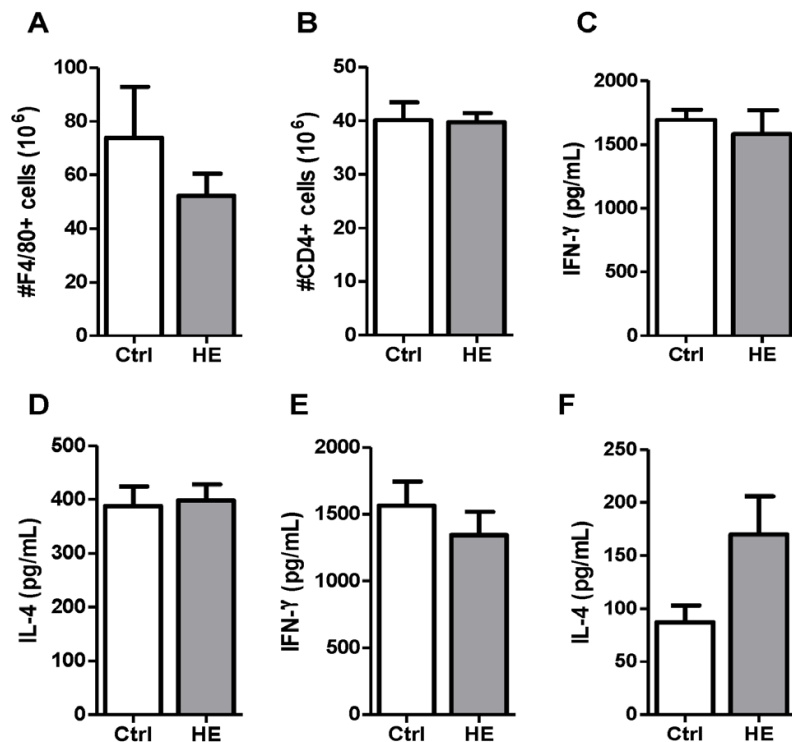 A
#F4/80+ cells (10⁶)
100
80
60
40
20
0
Ctrl HE
B
#CD4+ cells (10⁶)
50
40
30
20
10
0
Ctrl HE
C
IFN-γ (pg/mL)
2000
1500
1000
500
0
Ctrl HE
D
IL-4 (pg/mL)
500
400
300
200
100
0
Ctrl HE
E
IFN-γ (pg/mL)
2000
1500
1000
500
0
Ctrl HE
F
IL-4 (pg/mL)
250
200
150
100
50
0
Ctrl HE